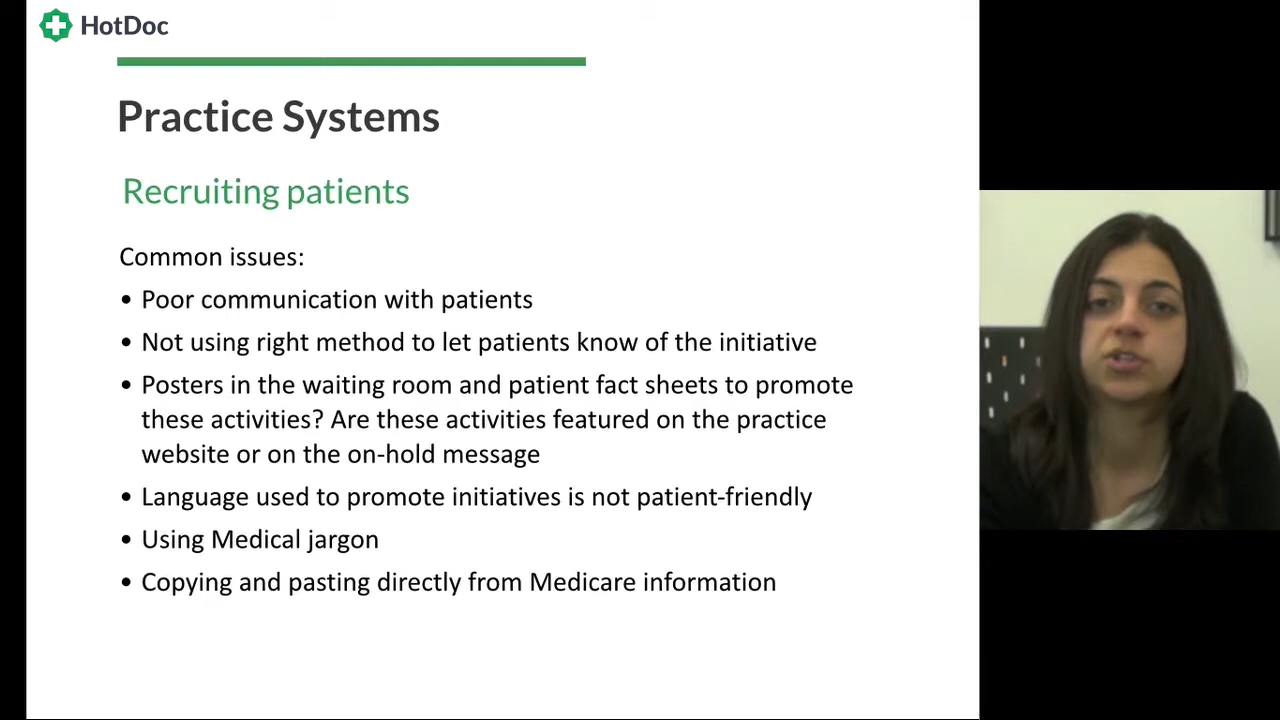 HotDoc
Practice Systems
Recruiting patients
Common issues:
• Poor communication with patients
• Not using right method to let patients know of the initiative
• Posters in the waiting room and patient fact sheets to promote
these activities? Are these activities featured on the practice
website or on the on-hold message
• Language used to promote initiatives is not patient-friendly
• Using Medical jargon
• Copying and pasting directly from Medicare information